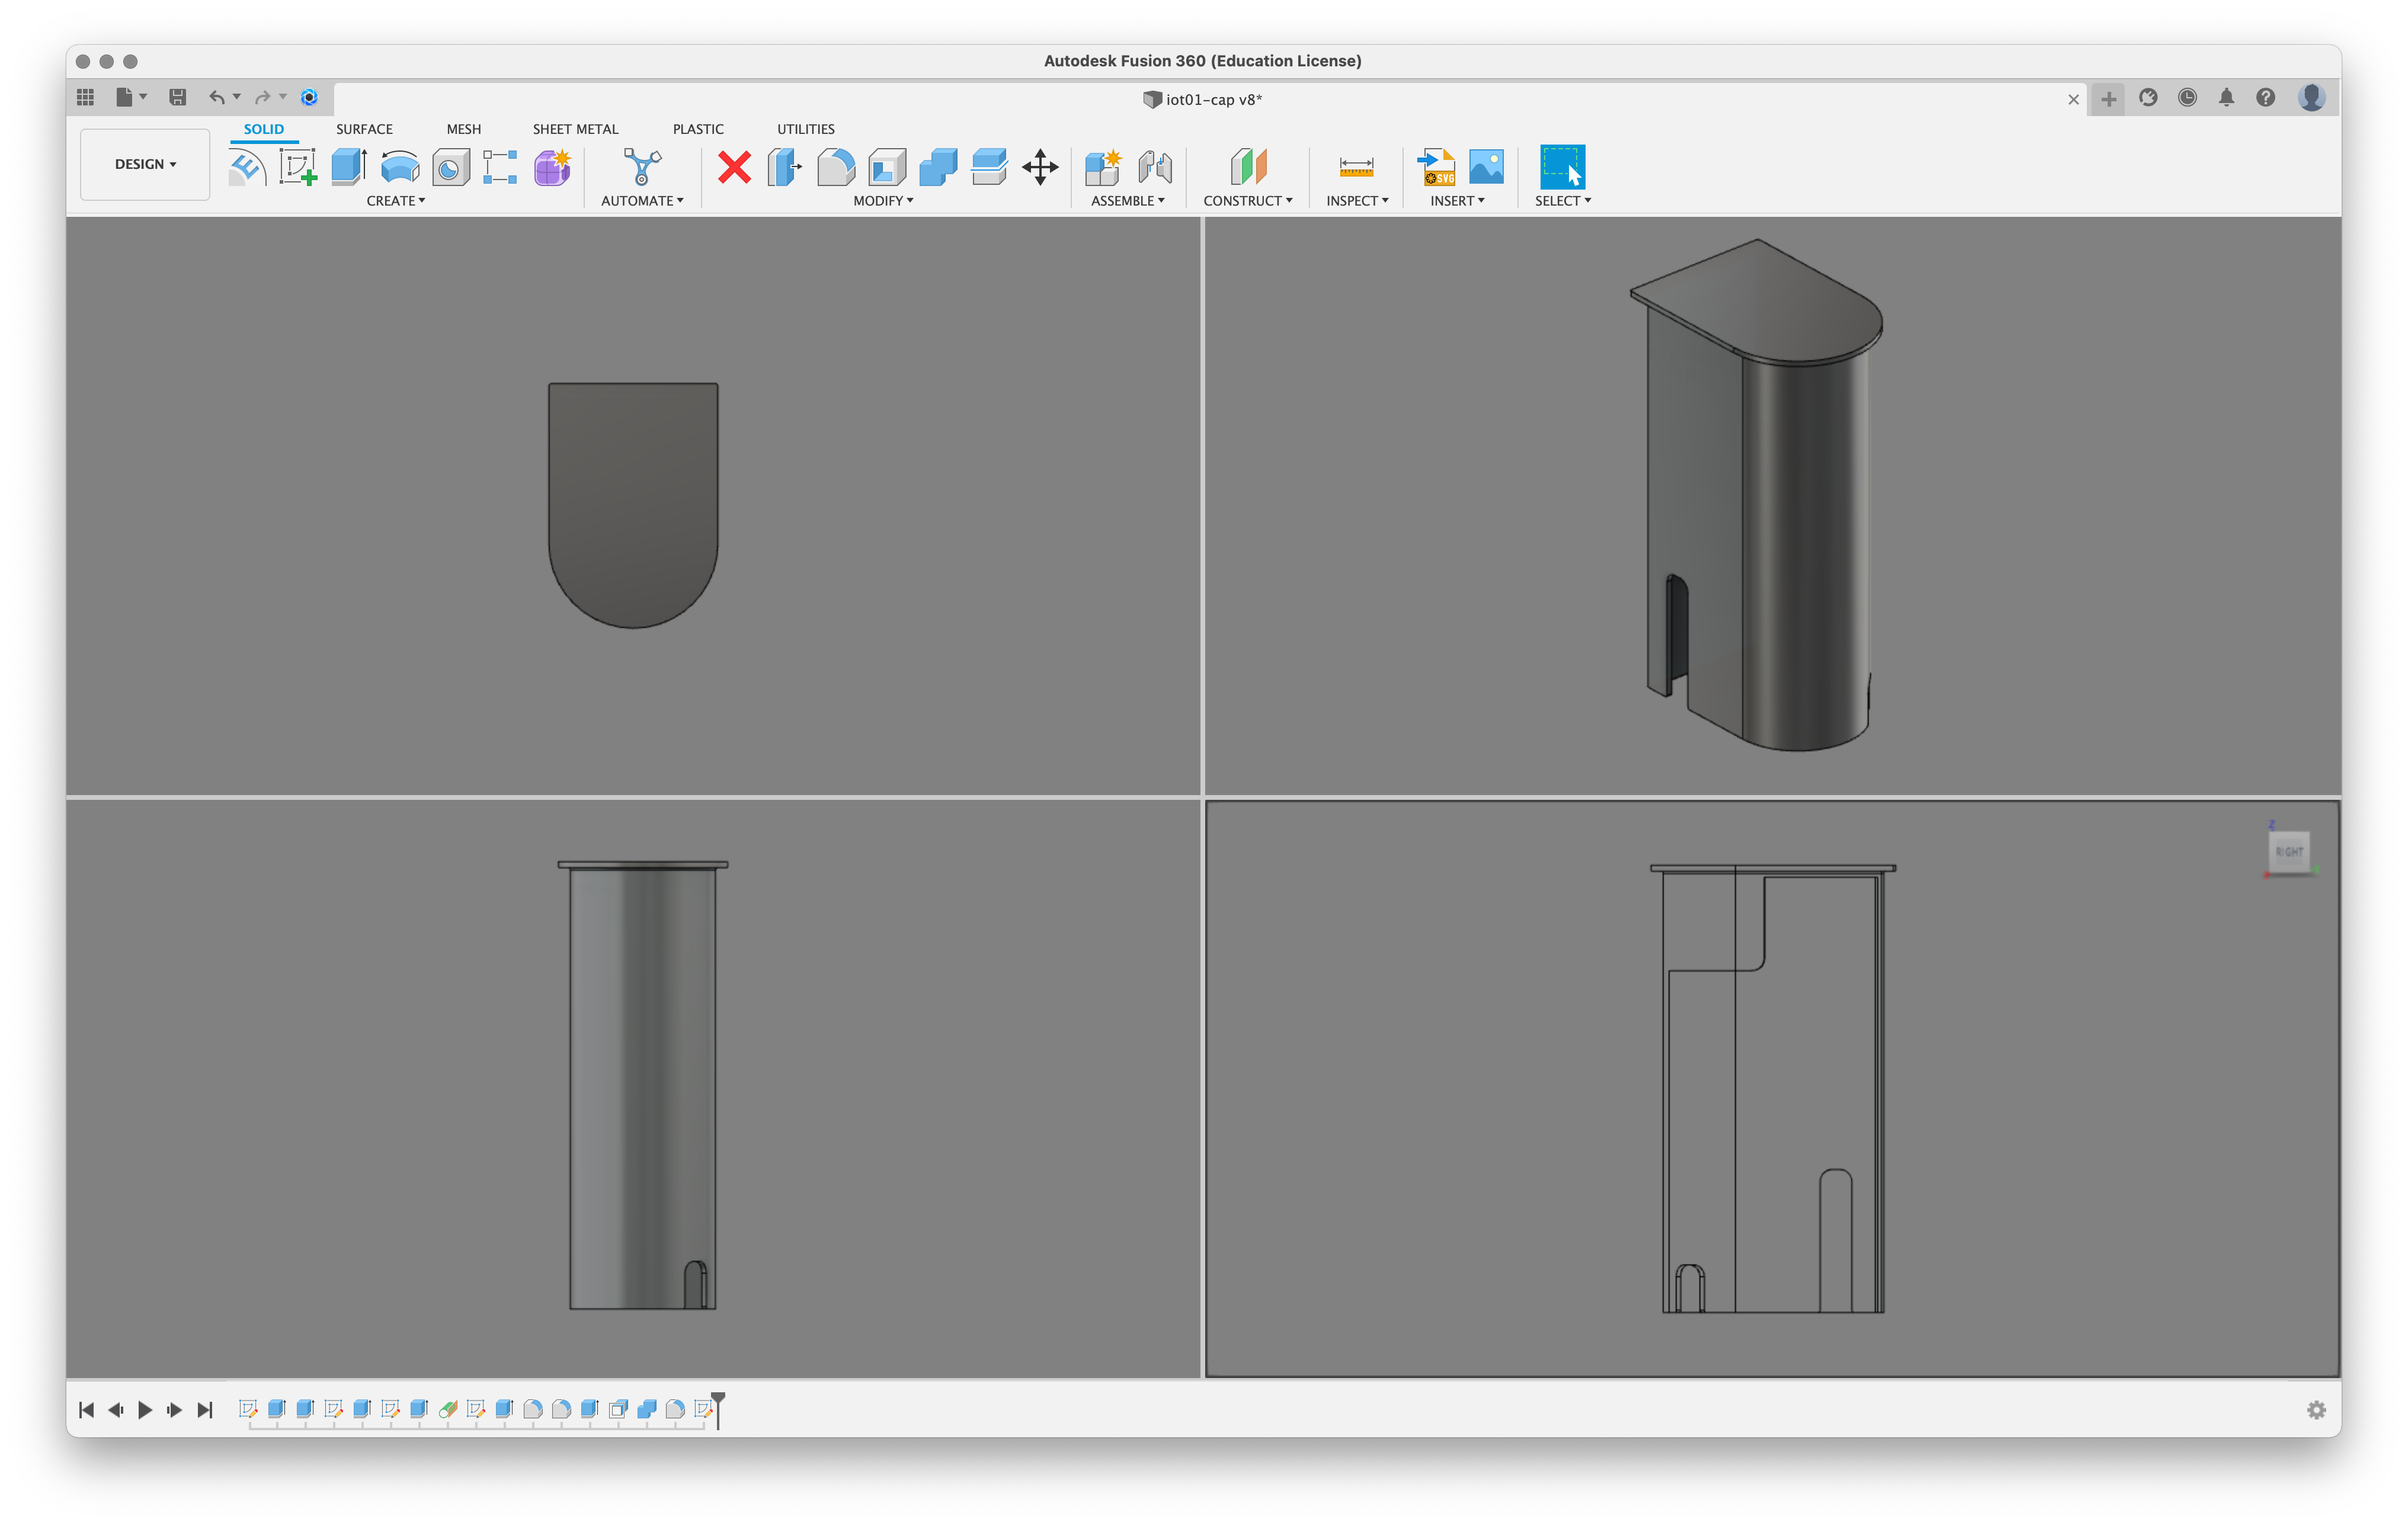 Autodesk Fusion 360 (Education License)
iot01-cap v8*
DESIGN
SOLID SURFACE MESH SHEET METAL PLASTIC UTILITIES
SVG
CREATE AUTOMATE MODIFY ASSEMBLE CONSTRUCT INSPECT INSERT SELECT
Z
RIGHT